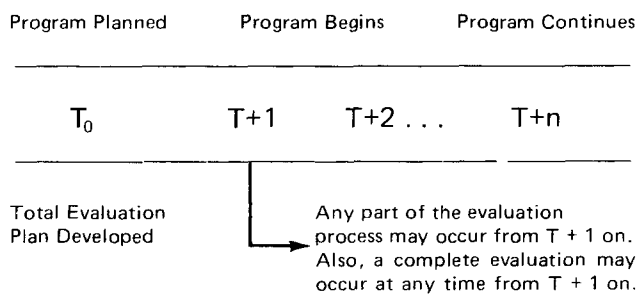 Program Planned Program Begins Program Continues
T₀ T+1 T+2 . . . T+n
Total Evaluation
Plan Developed
Any part of the evaluation
process may occur from T + 1 on.
Also, a complete evaluation may
occur at any time from T + 1 on.